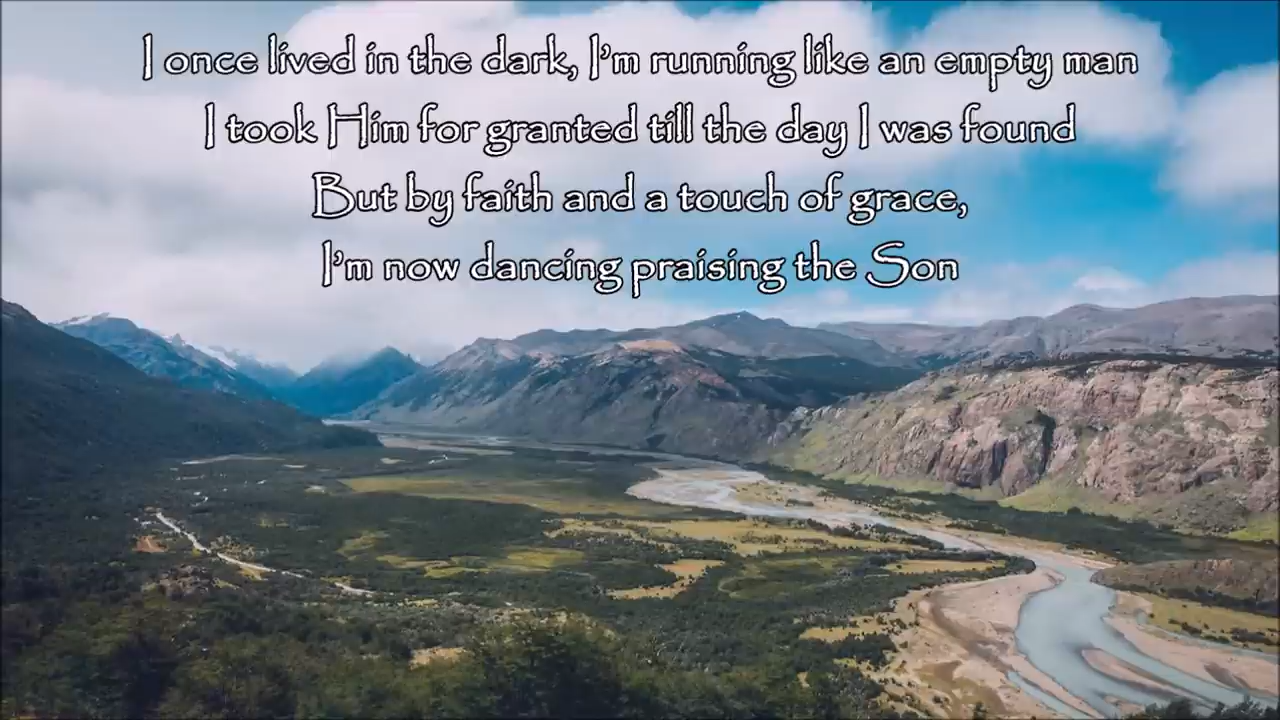 I once lived in the dark, I'm running like an empty man
I took Him for granted till the day I was found
But by faith and a touch of grace,
I'm now dancing praising the Son